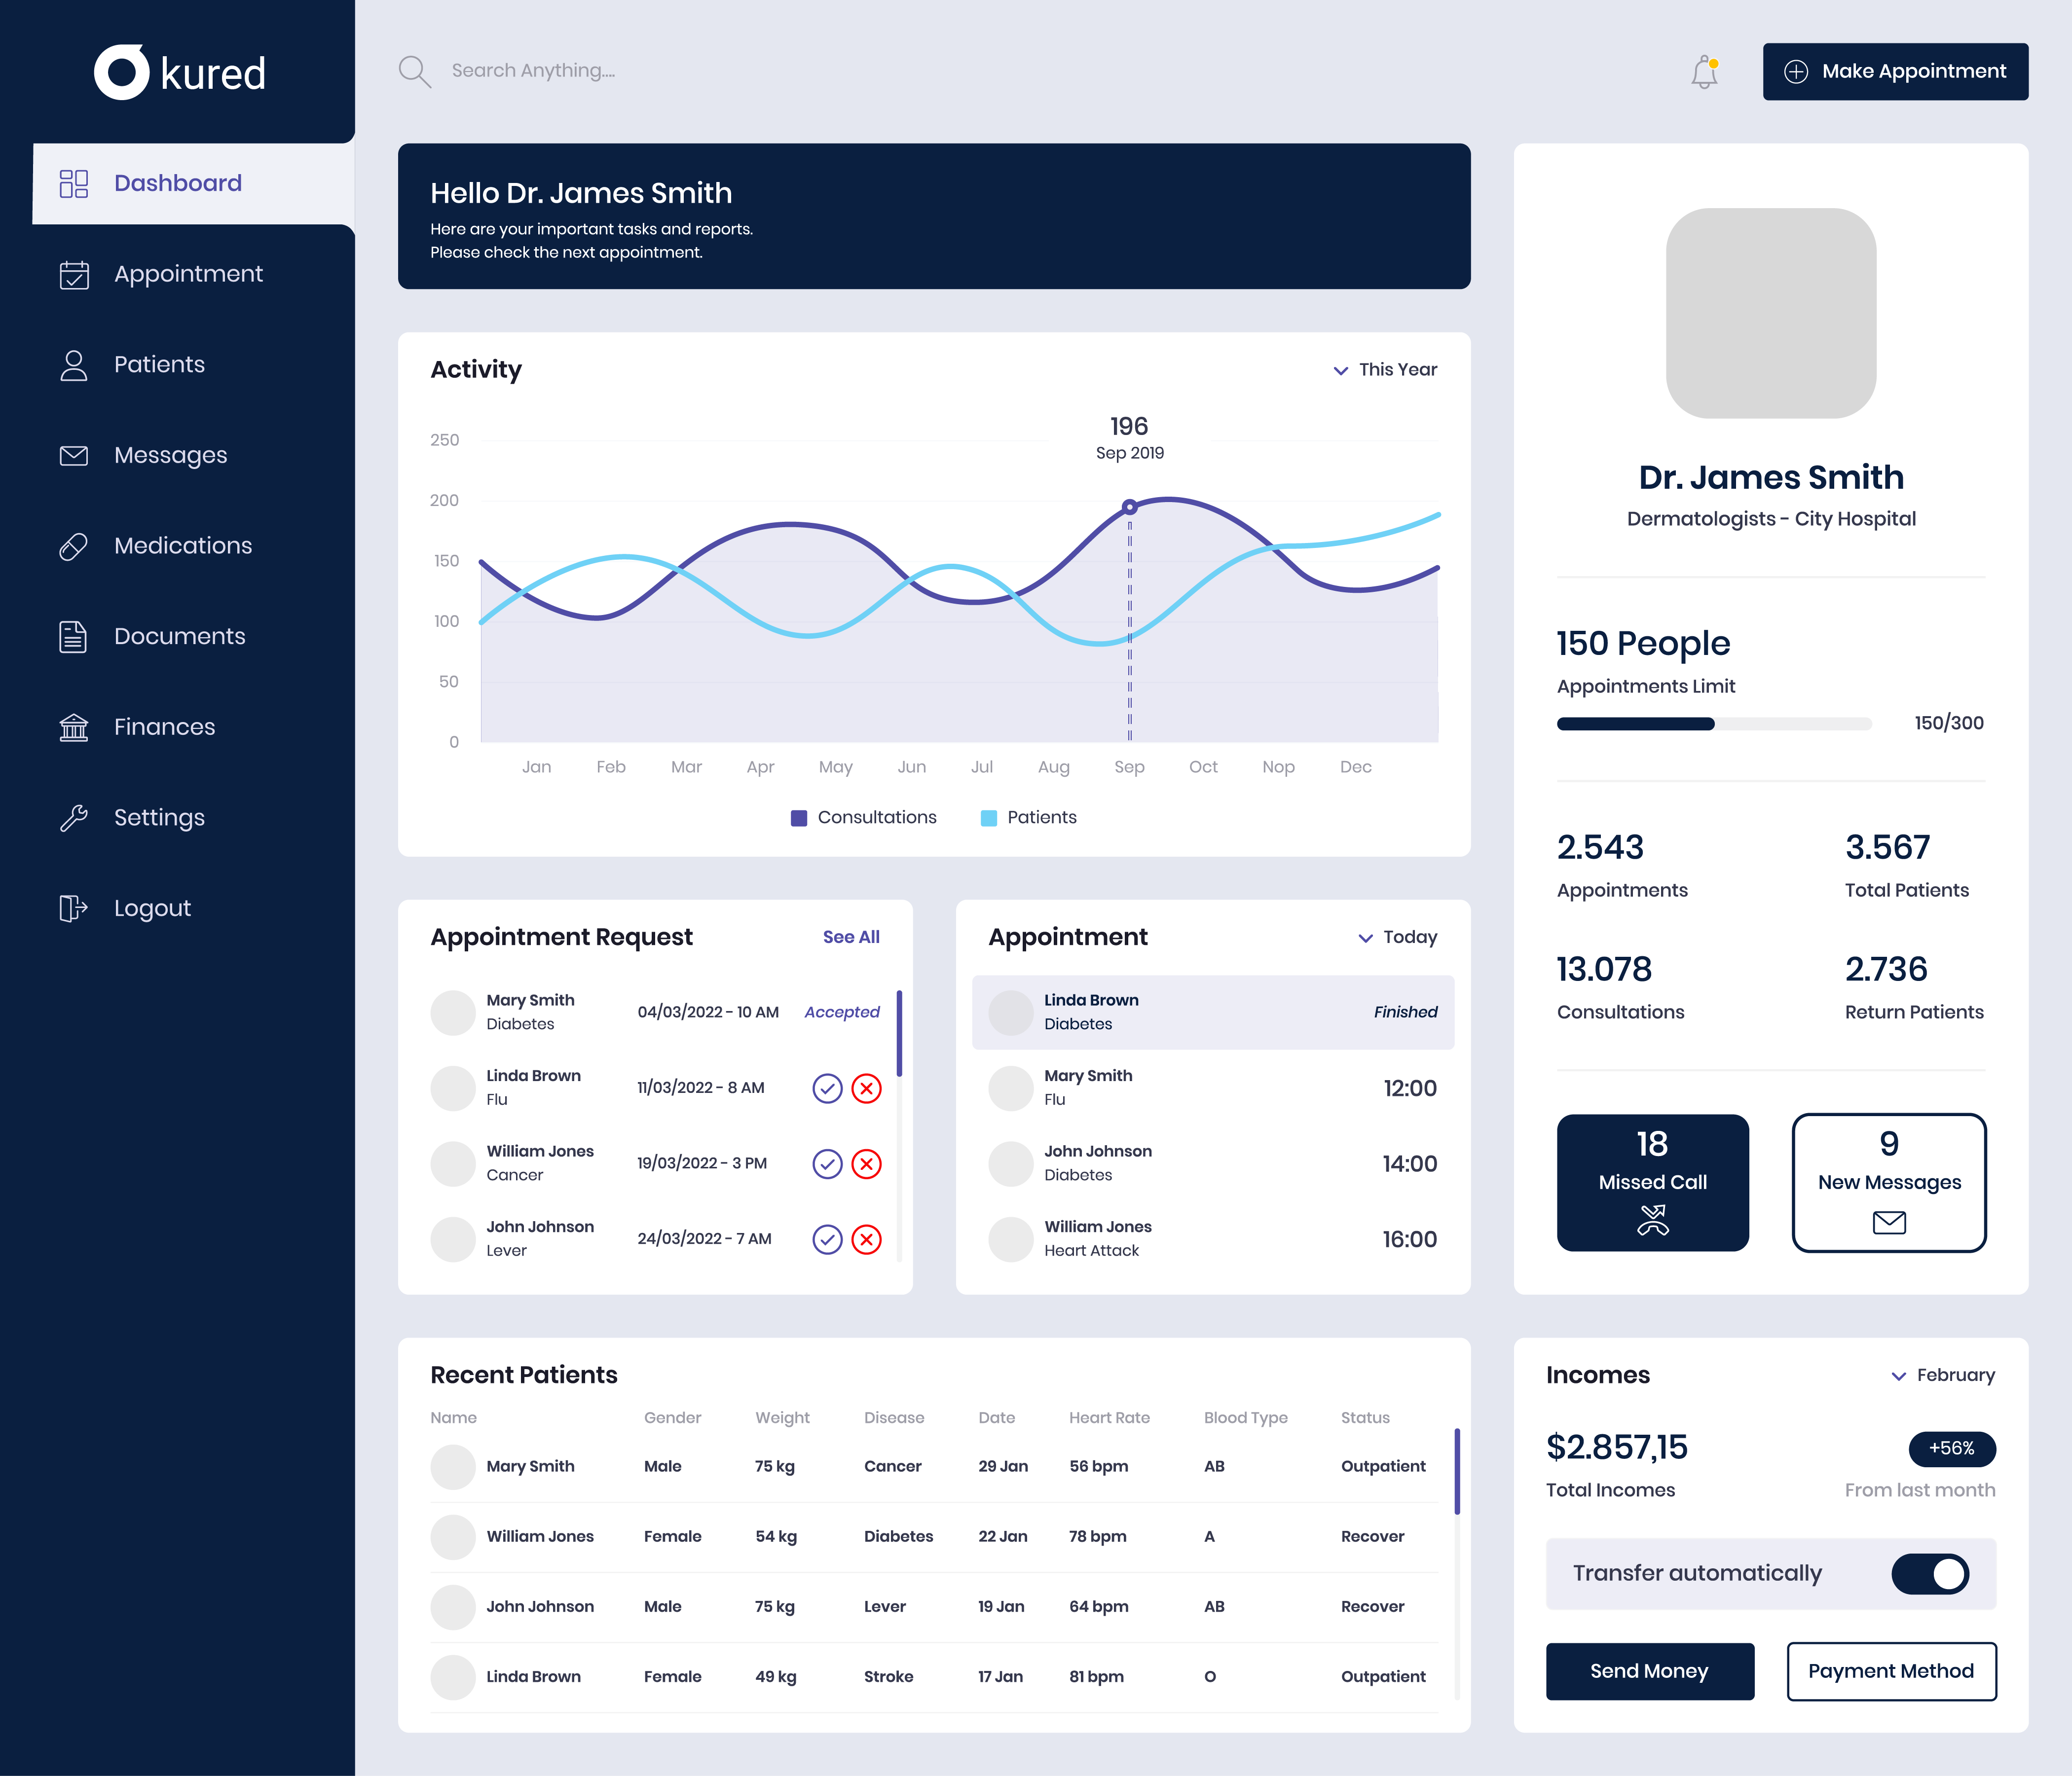 kured
Search Anything....
Make Appointment
Dashboard
Appointment
Patients
Messages
Medications
Documents
Finances
Settings
Logout
Hello Dr. James Smith
Here are your important tasks and reports.
Please check the next appointment.
Activity
This Year
196
Sep 2019
250
200
150
100
50
0
Jan Feb Mar Apr May Jun Jul Aug Sep Oct Nop Dec
Consultations Patients
Appointment Request See All
Mary Smith
Diabetes
04/03/2022 - 10 AM Accepted
Linda Brown
Flu
11/03/2022 - 8 AM
William Jones
Cancer
19/03/2022 - 3 PM
John Johnson
Lever
24/03/2022 - 7 AM
Appointment Today
Linda Brown
Diabetes
Finished
Mary Smith
Flu
12:00
John Johnson
Diabetes
14:00
William Jones
Heart Attack
16:00
Dr. James Smith
Dermatologists - City Hospital
150 People
Appointments Limit
150/300
2.543
Appointments
3.567
Total Patients
13.078
Consultations
2.736
Return Patients
18
Missed Call
9
New Messages
Recent Patients
Name Gender Weight Disease Date Heart Rate Blood Type Status
Mary Smith Male 75 kg Cancer 29 Jan 56 bpm AB Outpatient
William Jones Female 54 kg Diabetes 22 Jan 78 bpm A Recover
John Johnson Male 75 kg Lever 19 Jan 64 bpm AB Recover
Linda Brown Female 49 kg Stroke 17 Jan 81 bpm O Outpatient
Incomes February
$2.857,15 +56%
Total Incomes From last month
Transfer automatically
Send Money Payment Method